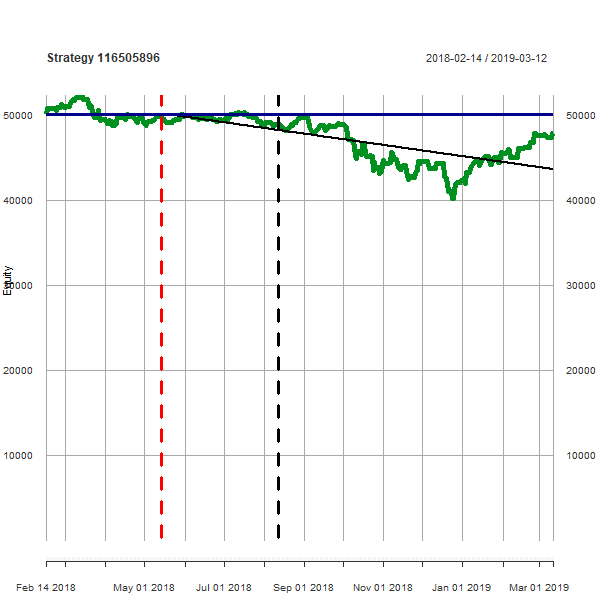 Strategy 116505896
2018-02-14 / 2019-03-12
50000 50000
40000 40000
Equity
30000 30000
20000 20000
10000 10000
Feb 14 2018 May 01 2018 Jul 01 2018 Sep 01 2018 Nov 01 2018 Jan 01 2019 Mar 01 2019